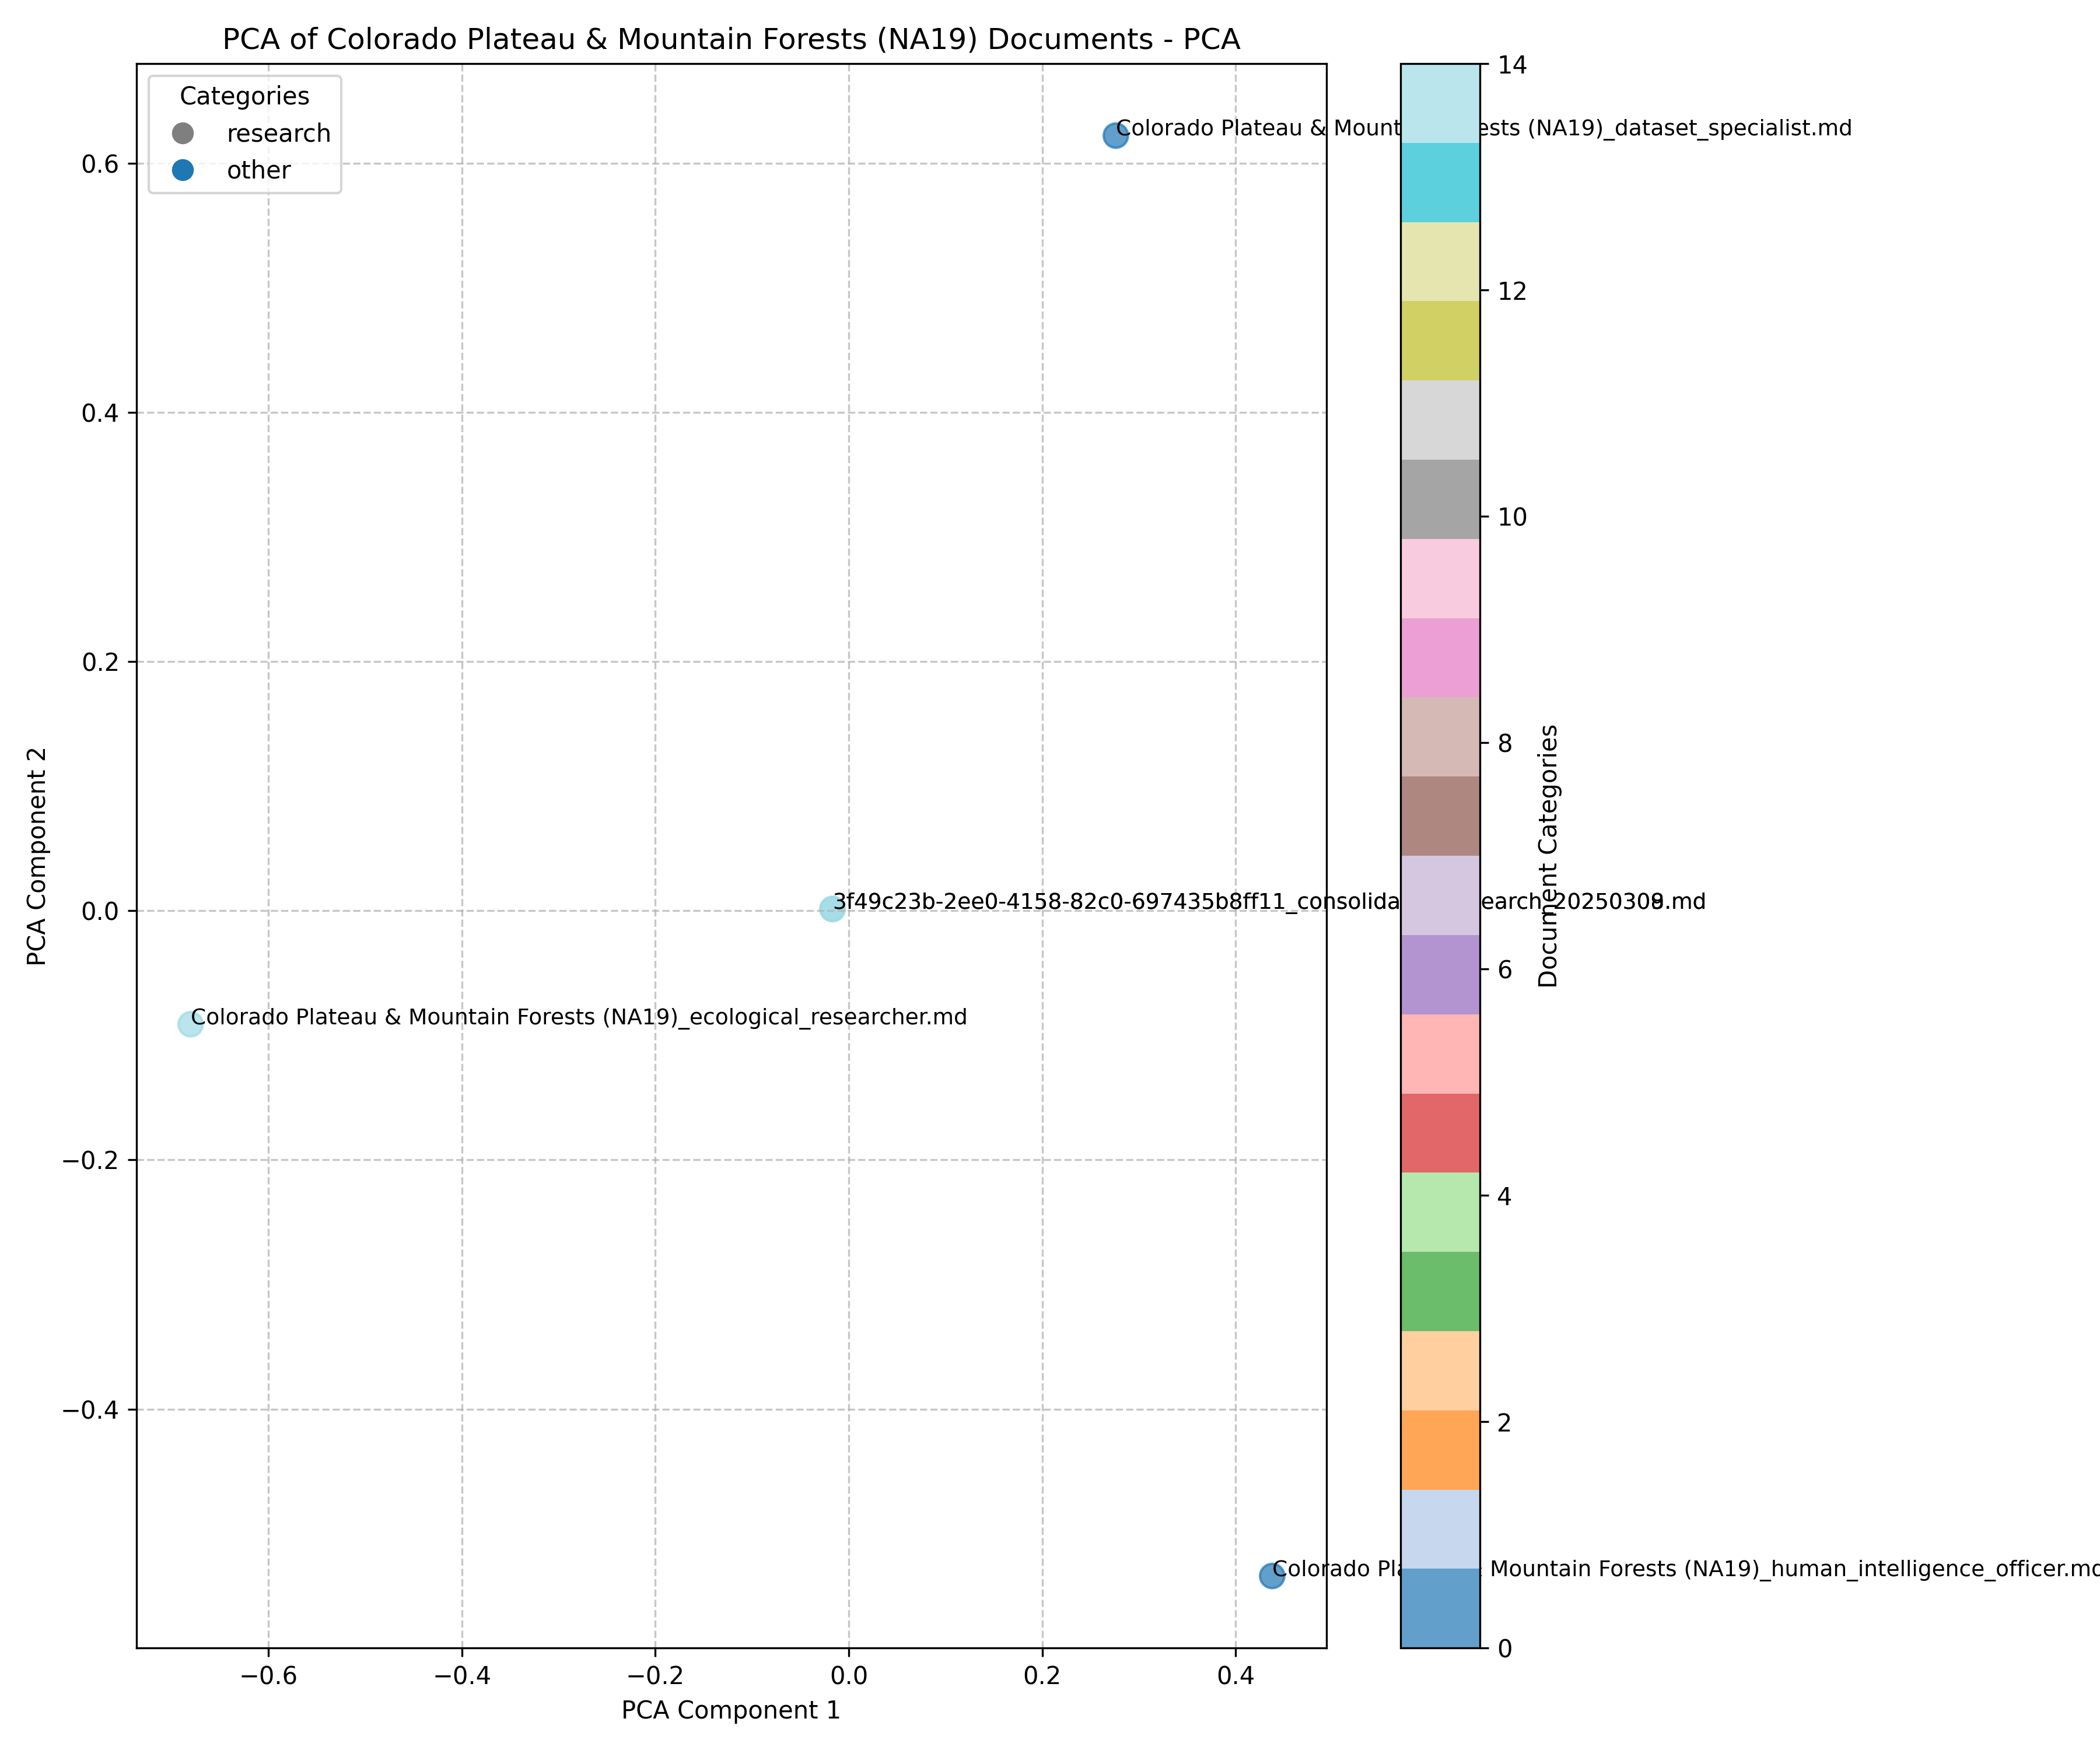 PCA of Colorado Plateau & Mountain Forests (NA19) Documents - PCA
Categories
research
other
Colorado Plateau & Mount ests (NA19)_dataset_specialist.md
3f49c23b-2ee0-4158-82c0-697435b8ff11_consolida earch_20250309.md
Colorado Plateau & Mountain Forests (NA19)_ecological_researcher.md
Colorado Pla Mountain Forests (NA19)_human_intelligence_officer.md
0.6
0.4
0.2
0.0
−0.2
−0.4
PCA Component 2
−0.6
−0.4
−0.2
0.0
0.2
0.4
PCA Component 1
14
12
10
8
6
4
2
0
Document Categories